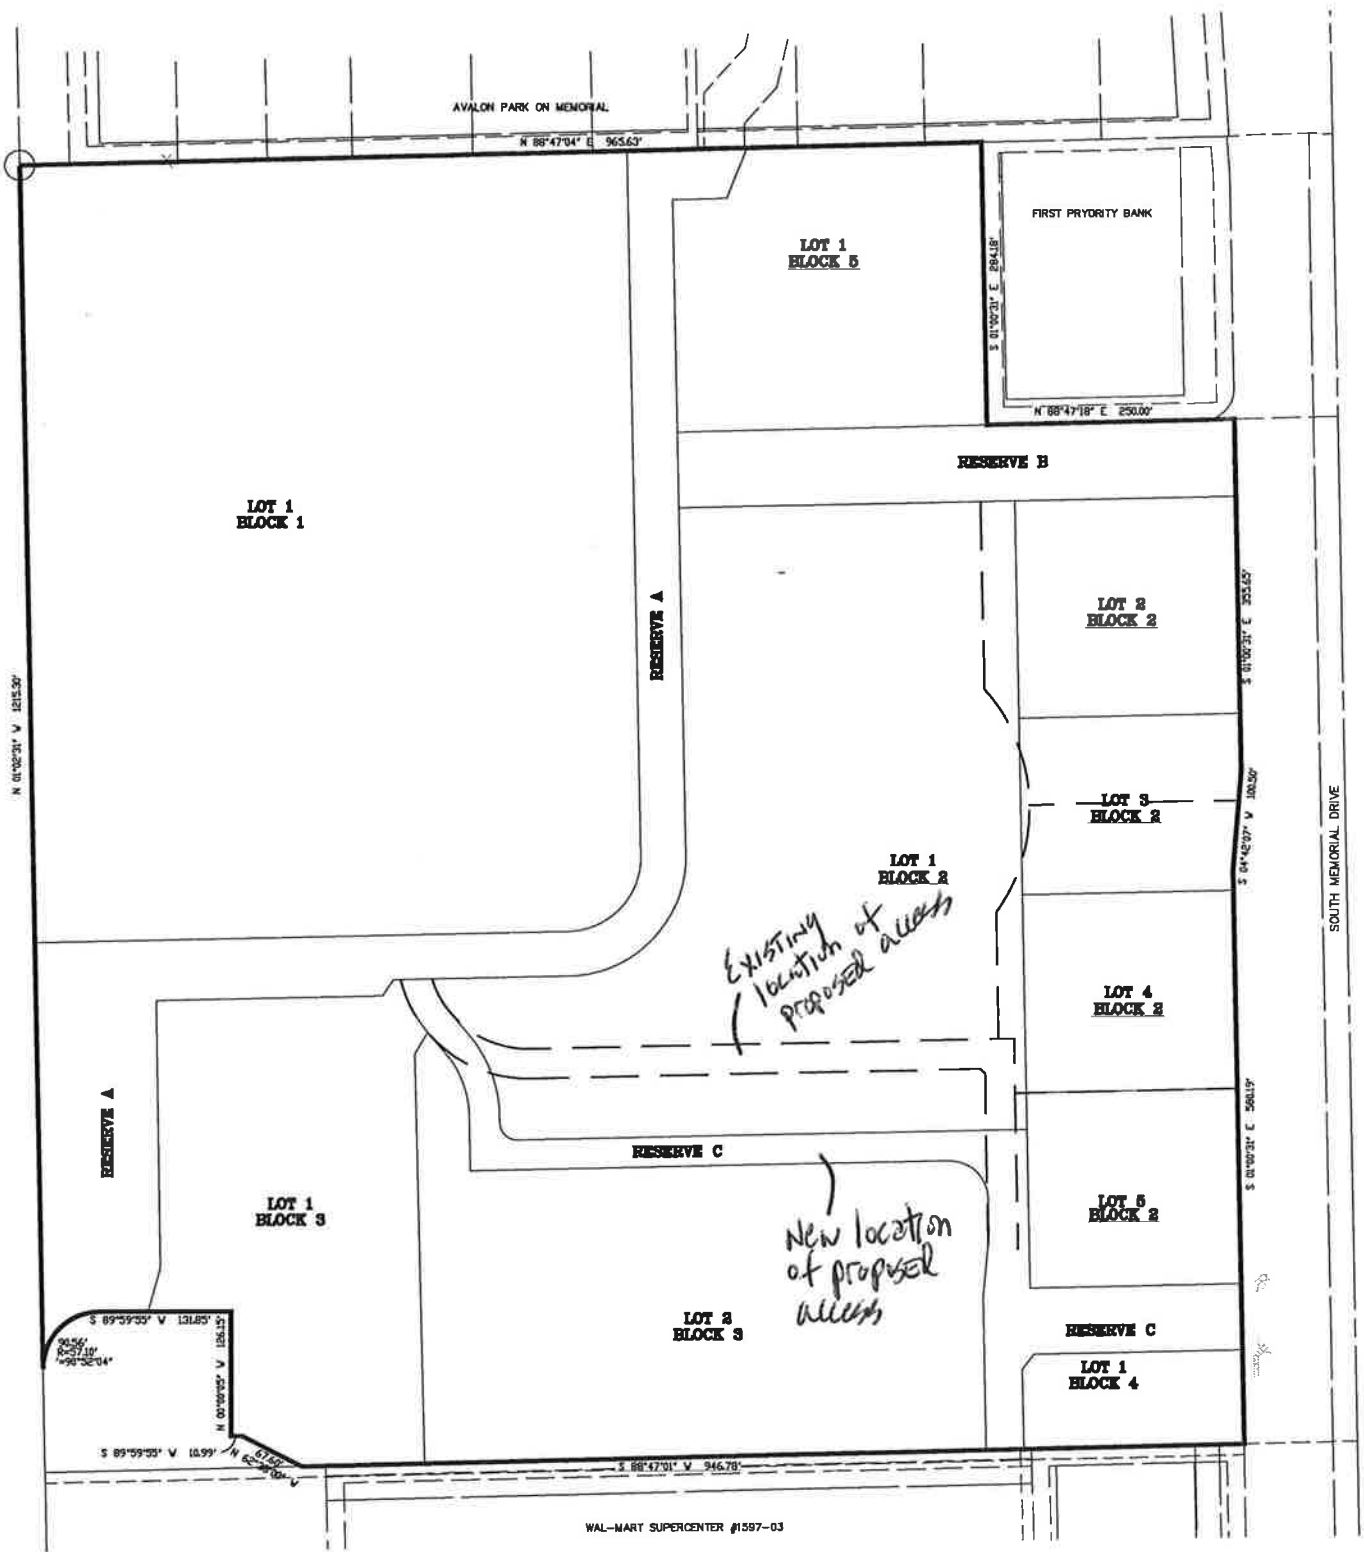 AVALON PARK ON MEMORIAL
N 88°47'04" E 965.63'
FIRST PRYORITY BANK
LOT 1
BLOCK 5
S 01°00'31" E 284.18'
N 88°47'18" E 250.00'
RESERVE B
LOT 1
BLOCK 1
RESERVE A
LOT 2
BLOCK 2
S 01°00'31" E 355.65'
N 01°02'31" W 1215.30'
LOT 3
BLOCK 2
S 04°42'07" W 100.50'
SOUTH MEMORIAL DRIVE
LOT 1
BLOCK 2
Existing
location of
proposed access
LOT 4
BLOCK 2
RESERVE A
S 01°00'31" E 580.19'
RESERVE C
LOT 1
BLOCK 3
LOT 5
BLOCK 2
New location
of proposed
access
S 89°59'55" W 131.85'
N 00°00'05" W 126.15'
90.56'
R=57.10'
=90°52'04"
LOT 2
BLOCK 3
RESERVE C
LOT 1
BLOCK 4
S 89°59'55" W 10.99'
67.60'
S 88°47'01" W 946.78'
WAL-MART SUPERCENTER #1597-03